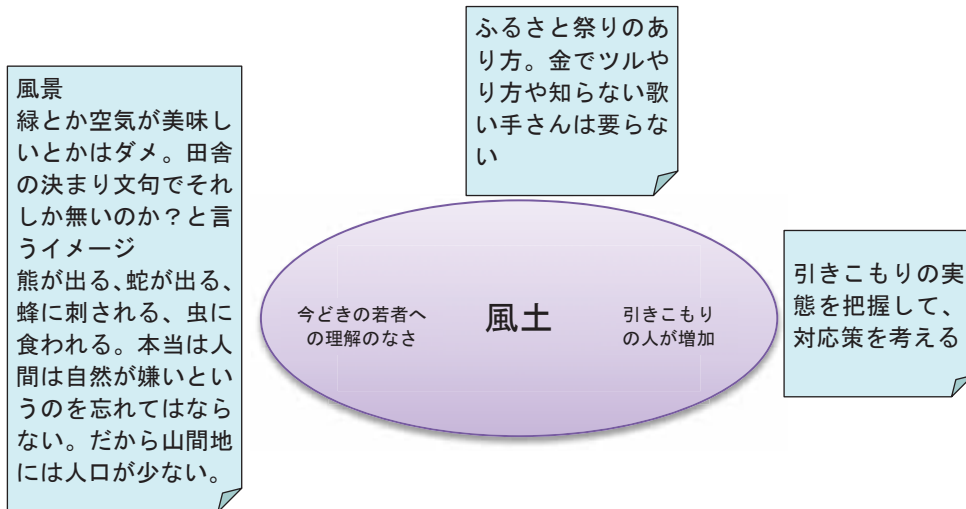 ふるさと祭りのあ
り方。金でツルや
り方や知らない歌
い手さんは要らな
い
風景
緑とか空気が美味し
いとかはダメ。田舎
の決まり文句でそれ
しか無いのか？と言
うイメージ
熊が出る、蛇が出る、
蜂に刺される、虫に
食われる。本当は人
間は自然が嫌いとい
うのを忘れてはなら
ない。だから山間地
には人口が少ない。
今どきの若者へ
の理解のなさ
風土
引きこもり
の人が増加
引きこもりの実
態を把握して、
対応策を考える